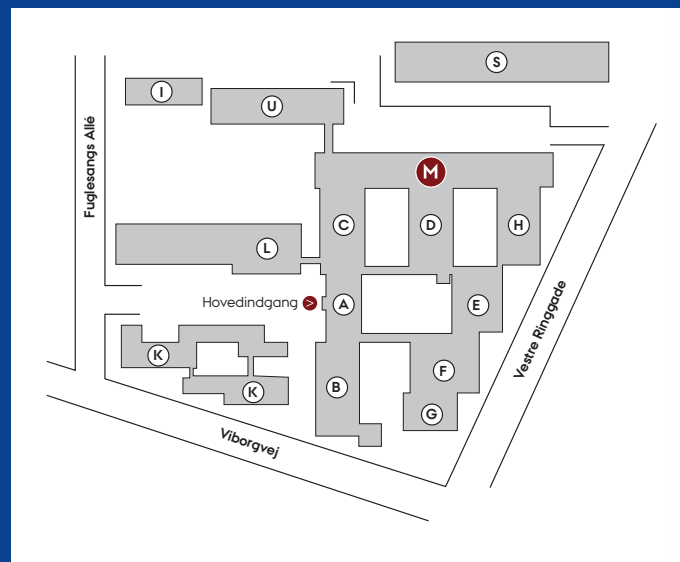 S
I
U
Fuglesangs Allé
M
C
D
H
L
Hovedindgang >
A
E
Vestre Ringgade
K
F
B
K
G
Viborgvej